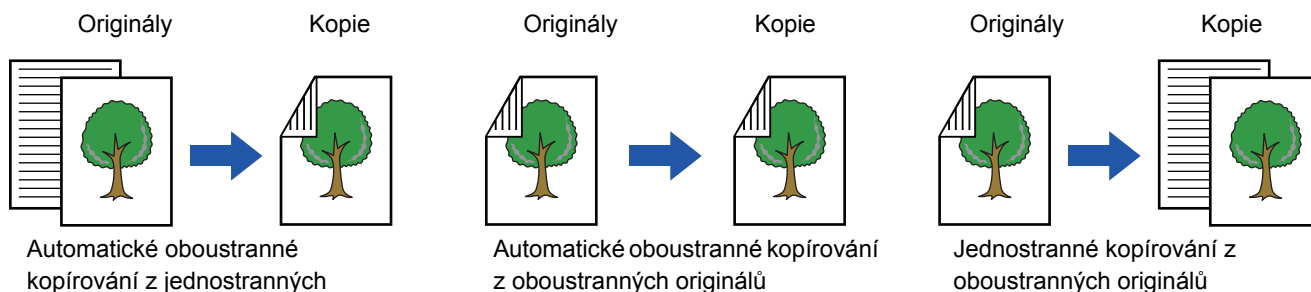 Originály Kopie Originály Kopie Originály Kopie
Automatické oboustranné
kopírování z jednostranných
Automatické oboustranné kopírování
z oboustranných originálů
Jednostranné kopírování z
oboustranných originálů